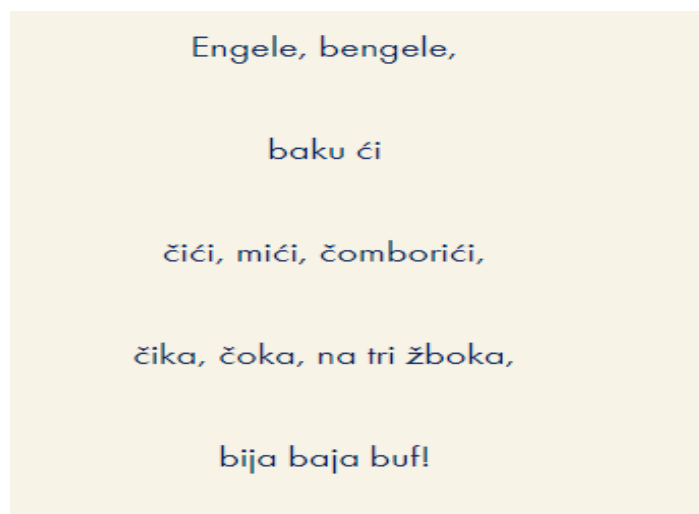 Engele, bengele,
baku ći
čići, mići, čomborići,
čika, čoka, na tri žboka,
bija baja buf!